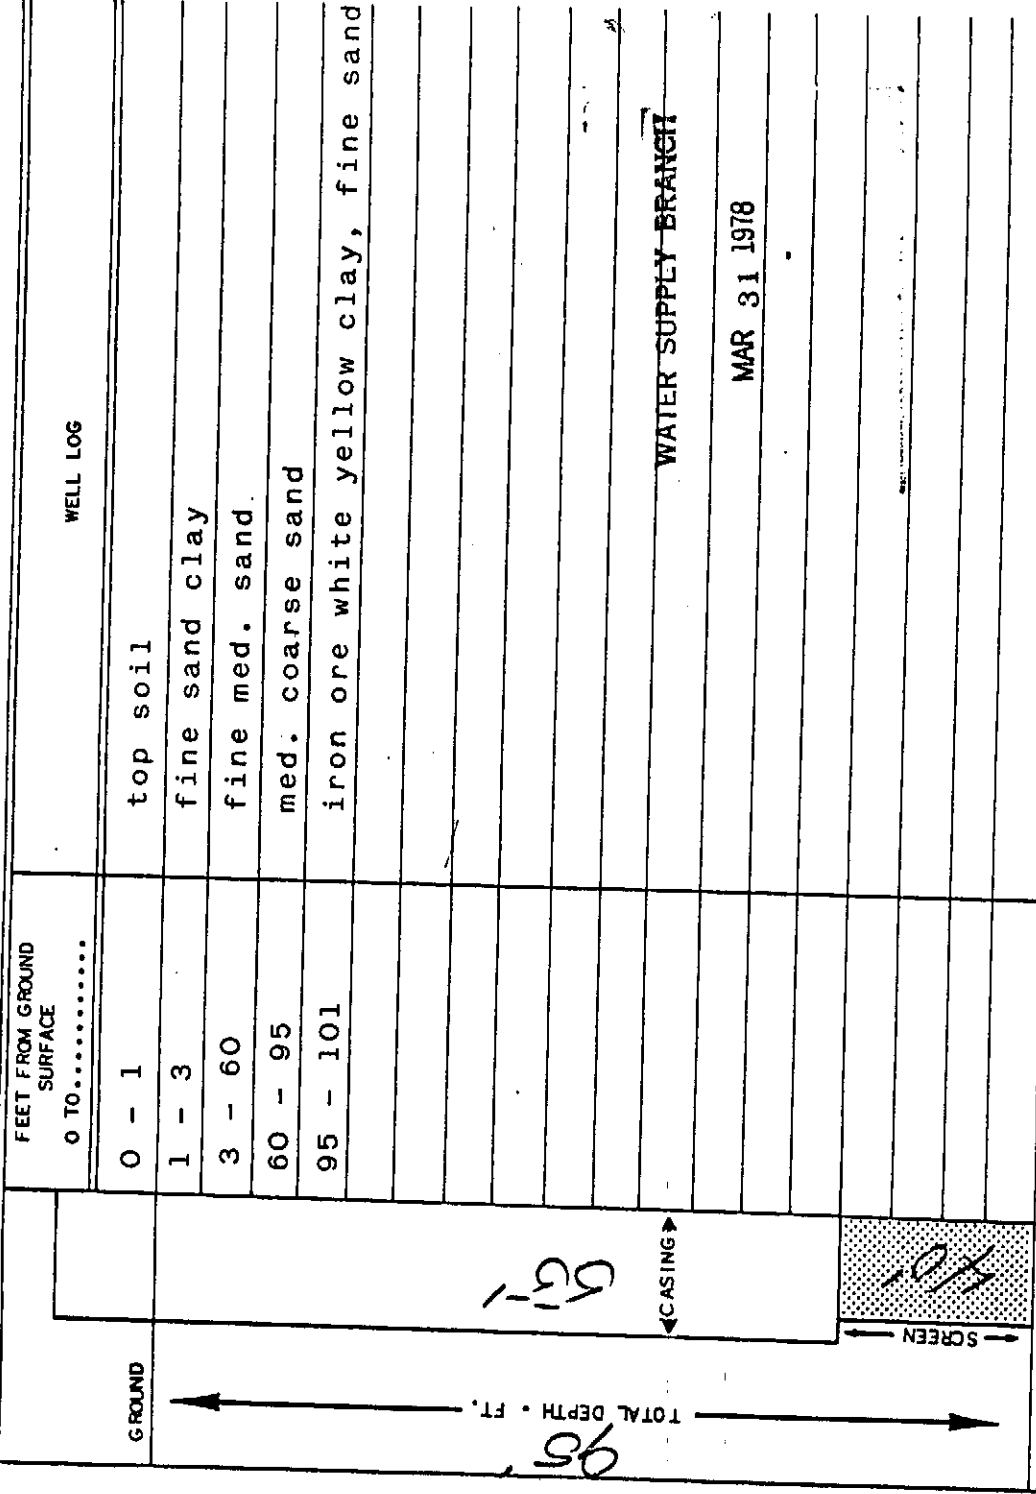 FEET FROM GROUND
SURFACE
0 TO...........
WELL LOG
GROUND
0 - 1 top soil
1 - 3 fine sand clay
3 - 60 fine med. sand
60 - 95 med. coarse sand
95 - 101 iron ore white yellow clay, fine sand
WATER SUPPLY BRANCH
MAR 31 1978
TOTAL DEPTH - FT.
95'
CASING
55'
SCREEN
40'